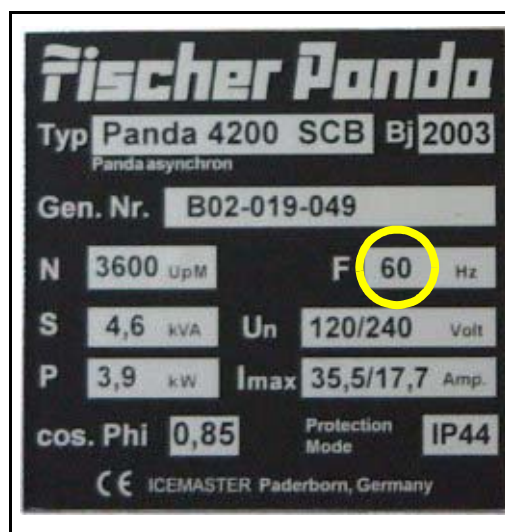 Fischer Panda
Typ Panda 4200 SCB Bj 2003
Panda asynchron
Gen. Nr. B02-019-049
N 3600 UpM F 60 Hz
S 4,6 kVA Un 120/240 Volt
P 3,9 kW Imax 35,5/17,7 Amp.
cos. Phi 0,85 Protection Mode IP44
CE ICEMASTER Paderborn, Germany